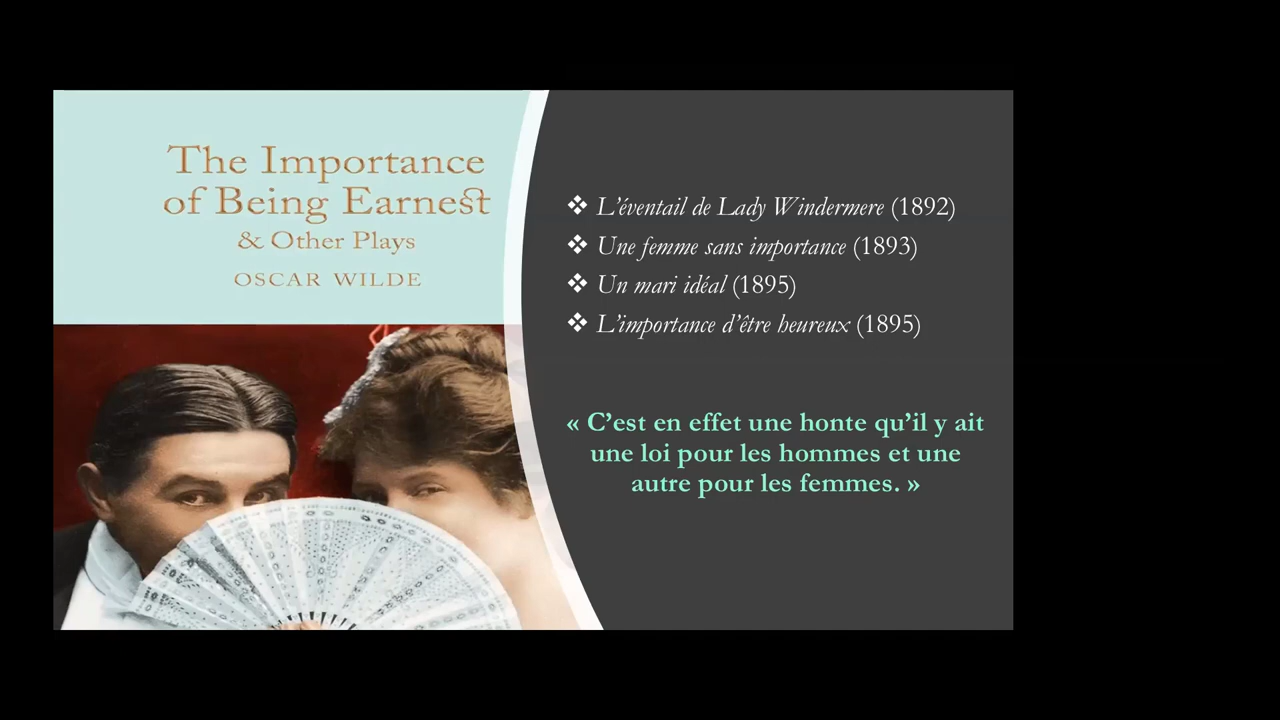 The Importance
of Being Earnest
& Other Plays
OSCAR WILDE
❖ L’éventail de Lady Windermere (1892)
❖ Une femme sans importance (1893)
❖ Un mari idéal (1895)
❖ L’importance d’être heureux (1895)
« C’est en effet une honte qu’il y ait
une loi pour les hommes et une
autre pour les femmes. »